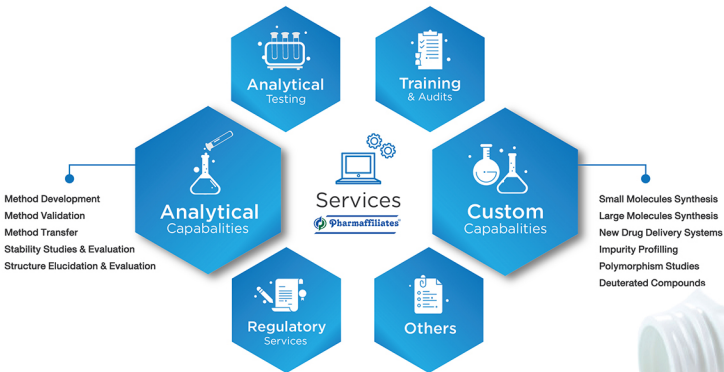 Analytical
Testing
Training
& Audits
Analytical
Capabalities
Services
Pharmaffiliates
Custom
Capabalities
Regulatory
Services
Others
Method Development
Method Validation
Method Transfer
Stability Studies & Evaluation
Structure Elucidation & Evaluation
Small Molecules Synthesis
Large Molecules Synthesis
New Drug Delivery Systems
Impurity Profilling
Polymorphism Studies
Deuterated Compounds